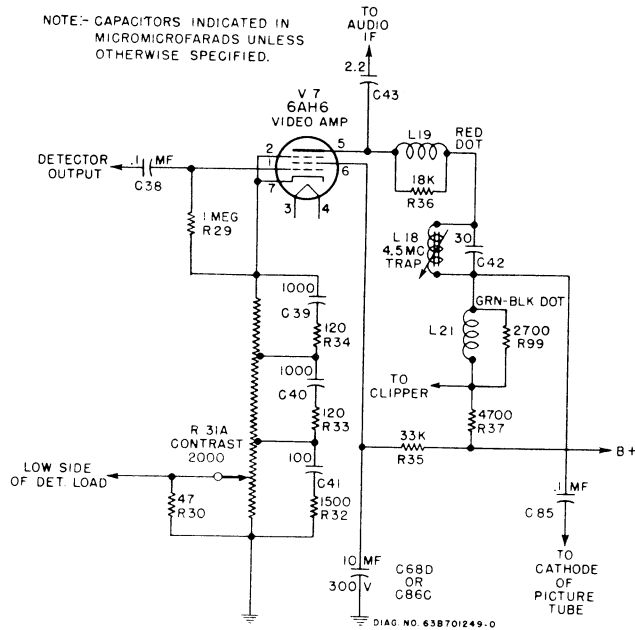 NOTE:- CAPACITORS INDICATED IN
MICROMICROFARADS UNLESS
OTHERWISE SPECIFIED.
TO
AUDIO
IF
2.2
C43
V 7
6AH6
VIDEO AMP
2
1
7
5
6
3
4
L19
RED
DOT
18K
R36
DETECTOR
OUTPUT
.1 MF
C38
1 MEG
R29
L18
4.5MC
TRAP
30
C42
1000
C39
120
R34
GRN-BLK DOT
L21
2700
R99
1000
C40
120
R33
TO
CLIPPER
4700
R37
R 31A
CONTRAST
2000
33K
R35
B+
LOW SIDE
OF DET. LOAD
47
R30
100
C41
1500
R32
.1 MF
C85
10 MF
300 V
C68D
OR
C86C
TO
CATHODE
OF
PICTURE
TUBE
DIAG. NO. 63B701249-0